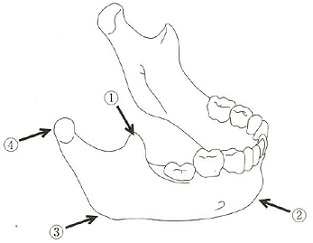 ①
④
③
②